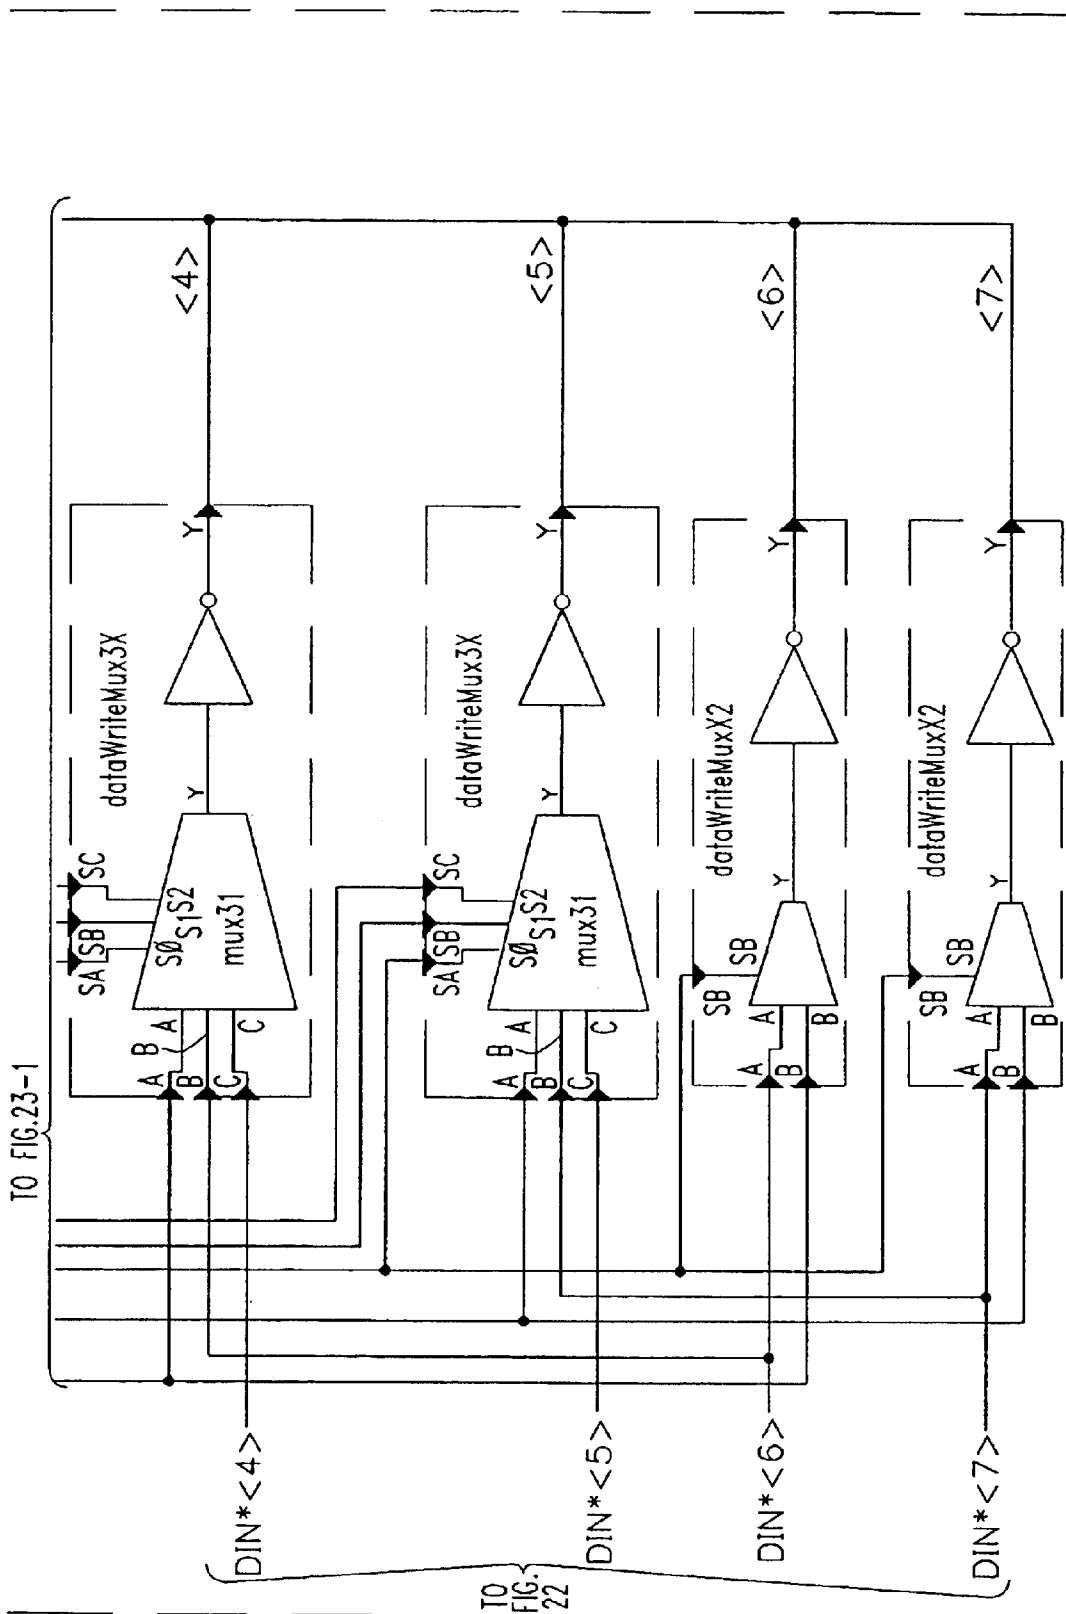 TO FIG.23-1
<4>
Y
dataWriteMux3X
Y
SA
SB
SC
SØ
S1
S2
mux31
A
B
C
A
B
C
DIN*<4>
<5>
Y
dataWriteMux3X
Y
SA
SB
SC
SØ
S1
S2
mux31
A
B
C
A
B
C
DIN*<5>
<6>
Y
dataWriteMuxX2
Y
SB
SB
A
B
A
B
DIN*<6>
<7>
Y
dataWriteMuxX2
Y
SB
SB
A
B
A
B
DIN*<7>
TO
FIG.
22